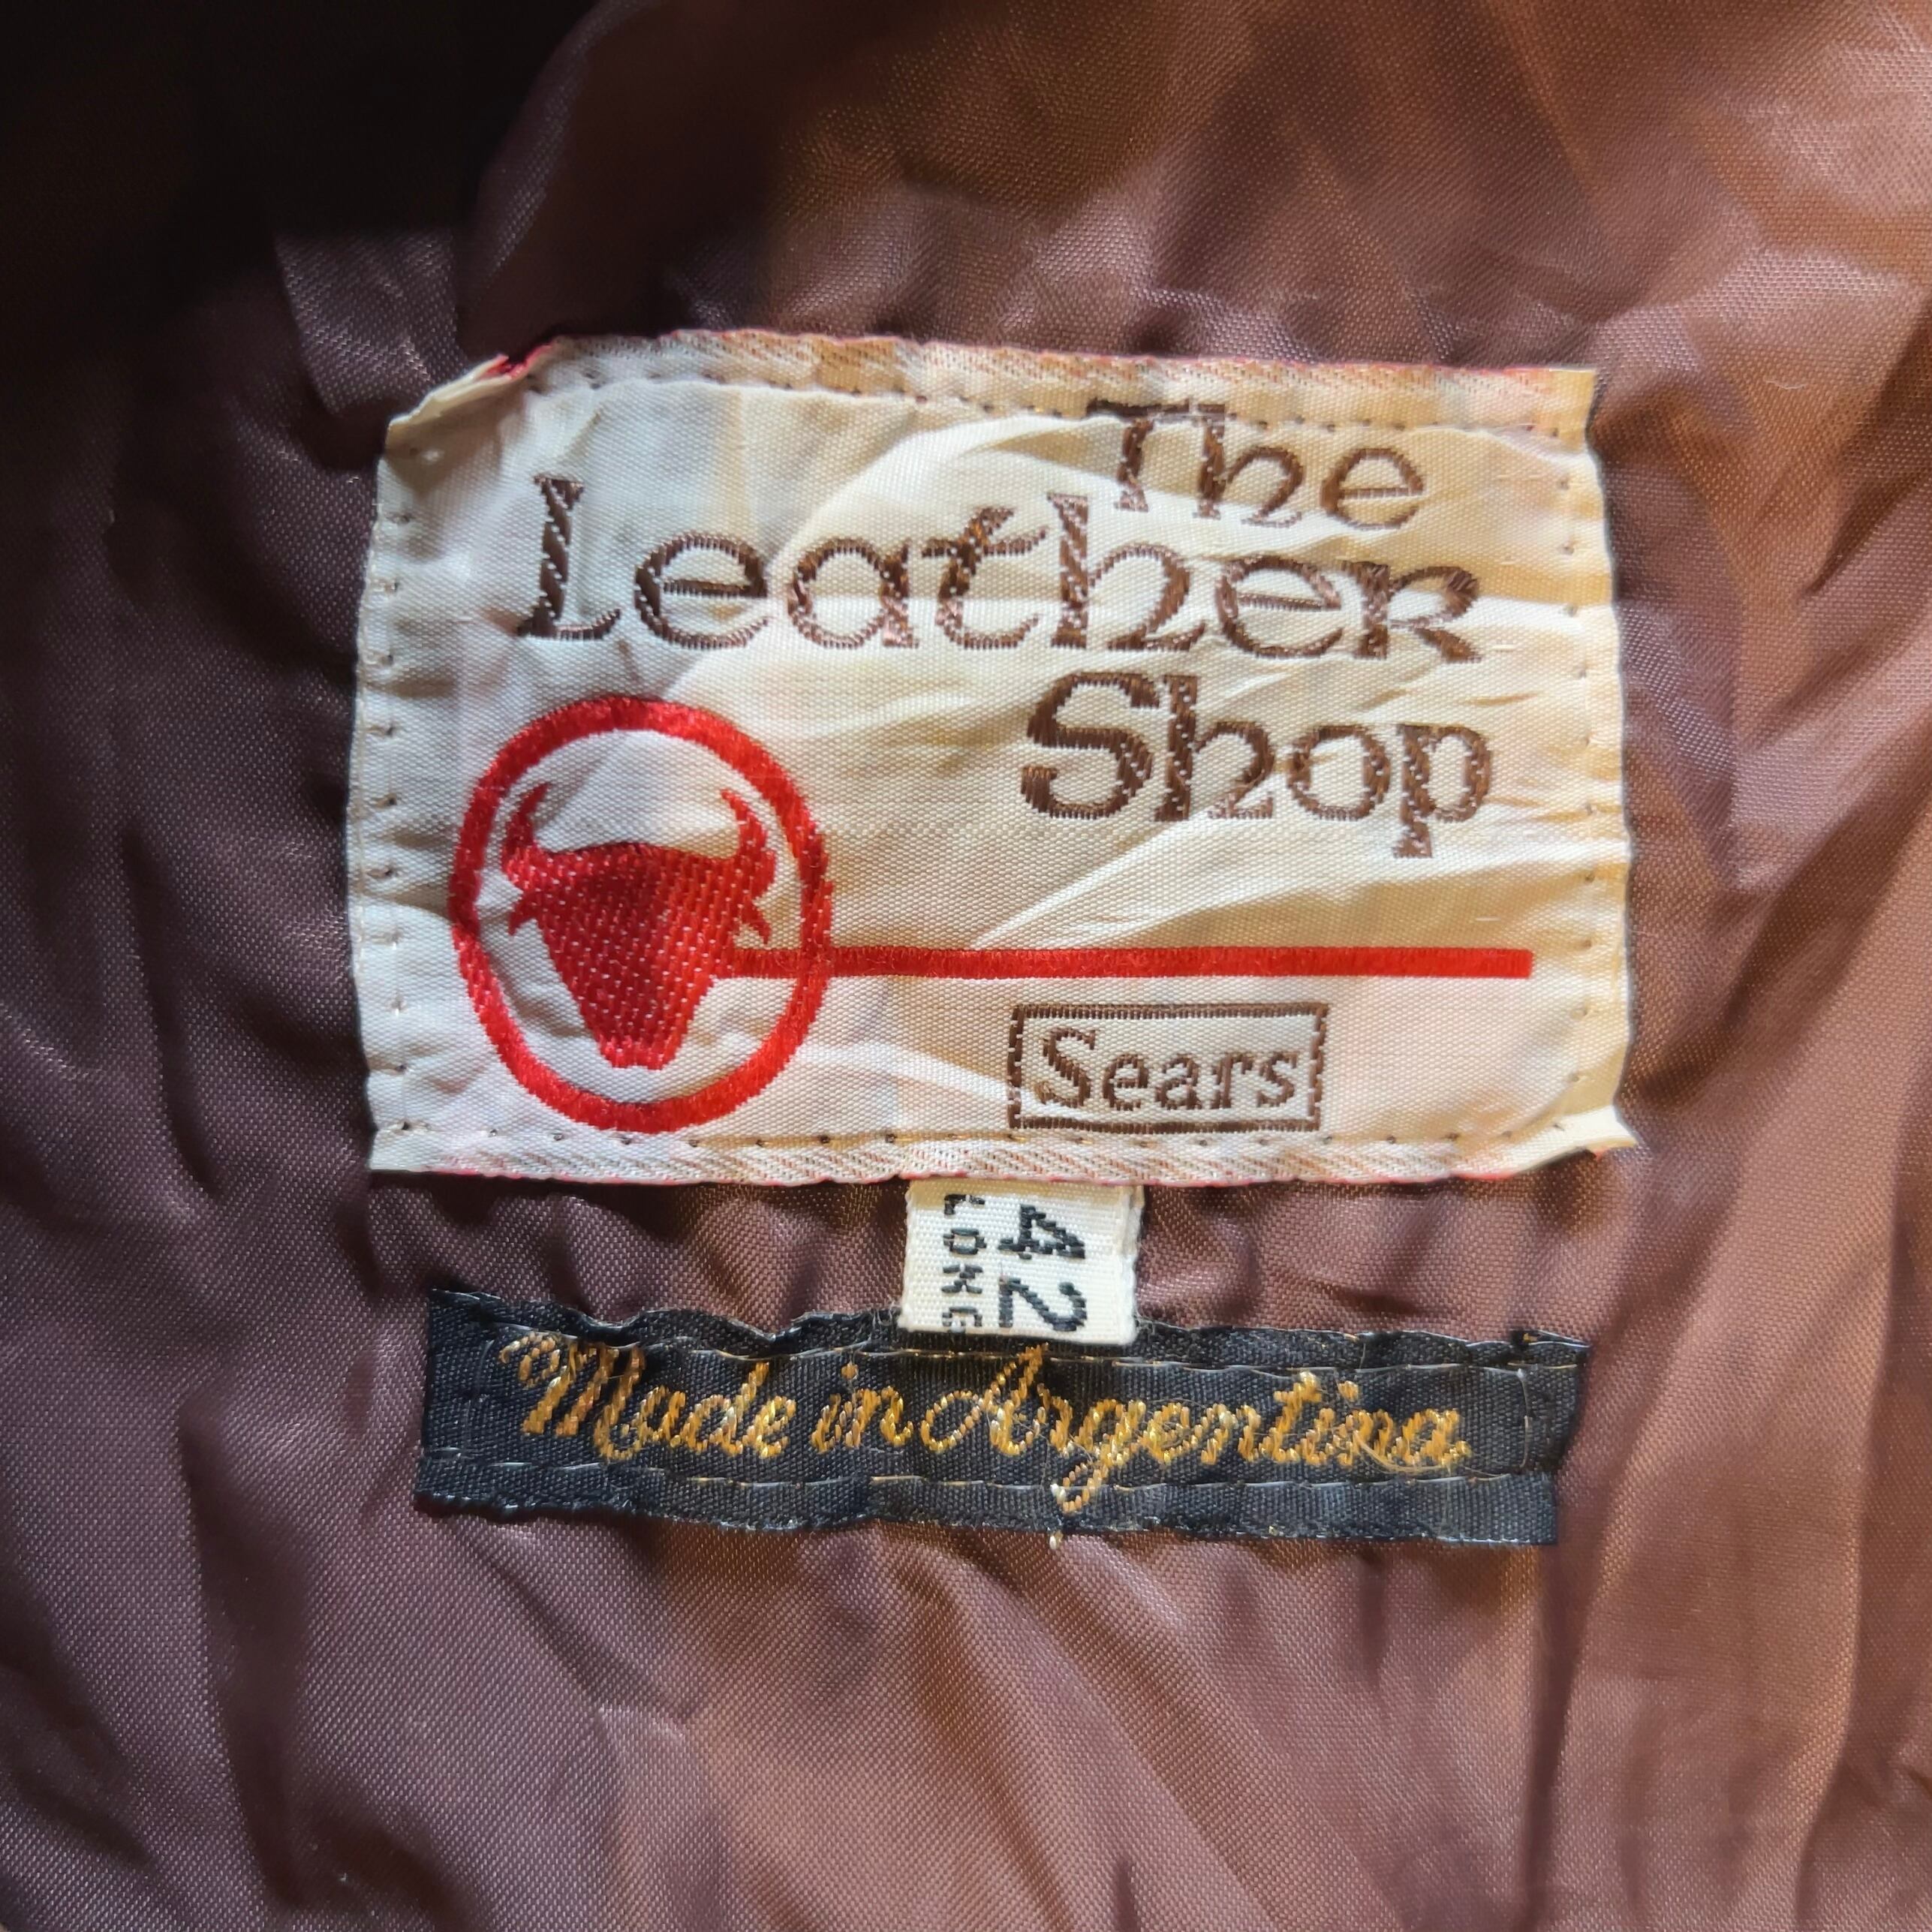 The
Leather
Shop
Sears
42
LONG
Made in Argentina